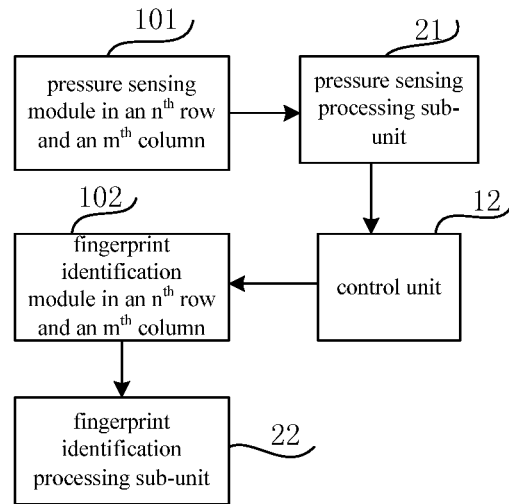 101
pressure sensing
module in an nth row
and an mth column
21
pressure sensing
processing sub-
unit
102
fingerprint
identification
module in an nth row
and an mth column
12
control unit
fingerprint
identification
processing sub-unit
22